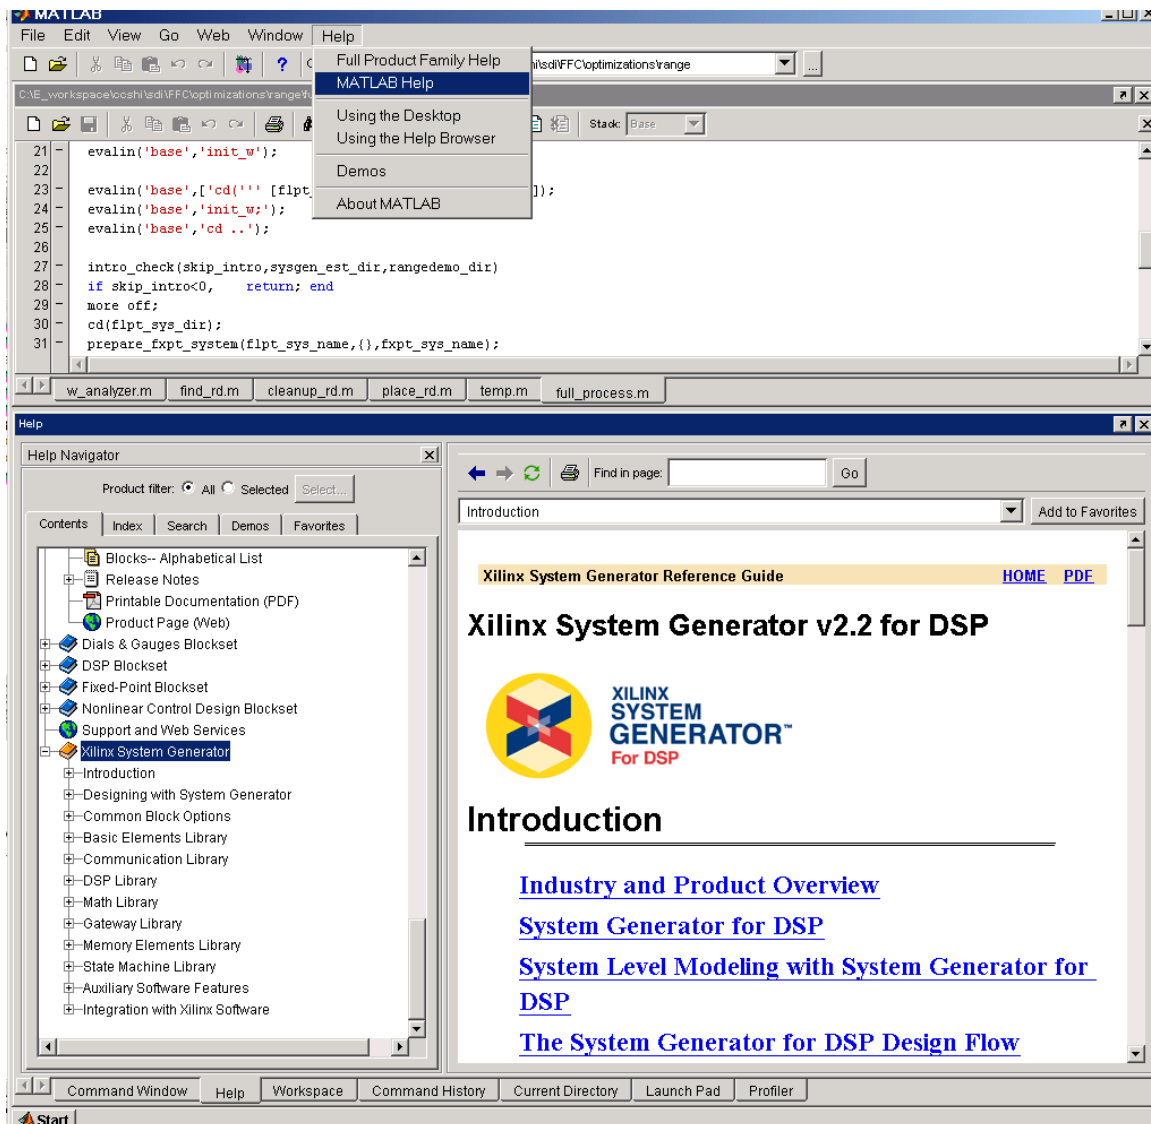 MATLAB
File Edit View Go Web Window Help
Full Product Family Help
MATLAB Help
Using the Desktop
Using the Help Browser
Demos
About MATLAB
\sdi\FFC\optimizations\range
...
C:\E_workspace\ccshi\sdi\FFC\optimizations\range\fu
Stack: Base
21 - evalin('base','init_w');
22
23 - evalin('base',['cd(''' [flpt_ ]);
24 - evalin('base','init_w;');
25 - evalin('base','cd ..');
26
27 - intro_check(skip_intro,sysgen_est_dir,rangedemo_dir)
28 - if skip_intro<0, return; end
29 - more off;
30 - cd(flpt_sys_dir);
31 - prepare_fxpt_system(flpt_sys_name,{},fxpt_sys_name);
w_analyzer.m find_rd.m cleanup_rd.m place_rd.m temp.m full_process.m
Help
Help Navigator
Product filter: All Selected Select...
Contents Index Search Demos Favorites
Blocks-- Alphabetical List
Release Notes
Printable Documentation (PDF)
Product Page (Web)
Dials & Gauges Blockset
DSP Blockset
Fixed-Point Blockset
Nonlinear Control Design Blockset
Support and Web Services
Xilinx System Generator
Introduction
Designing with System Generator
Common Block Options
Basic Elements Library
Communication Library
DSP Library
Math Library
Gateway Library
Memory Elements Library
State Machine Library
Auxiliary Software Features
Integration with Xilinx Software
Find in page: Go
Introduction Add to Favorites
Xilinx System Generator Reference Guide HOME PDF
Xilinx System Generator v2.2 for DSP
XILINX
SYSTEM
GENERATOR™
For DSP
Introduction
Industry and Product Overview
System Generator for DSP
System Level Modeling with System Generator for
DSP
The System Generator for DSP Design Flow
Command Window Help Workspace Command History Current Directory Launch Pad Profiler
Start